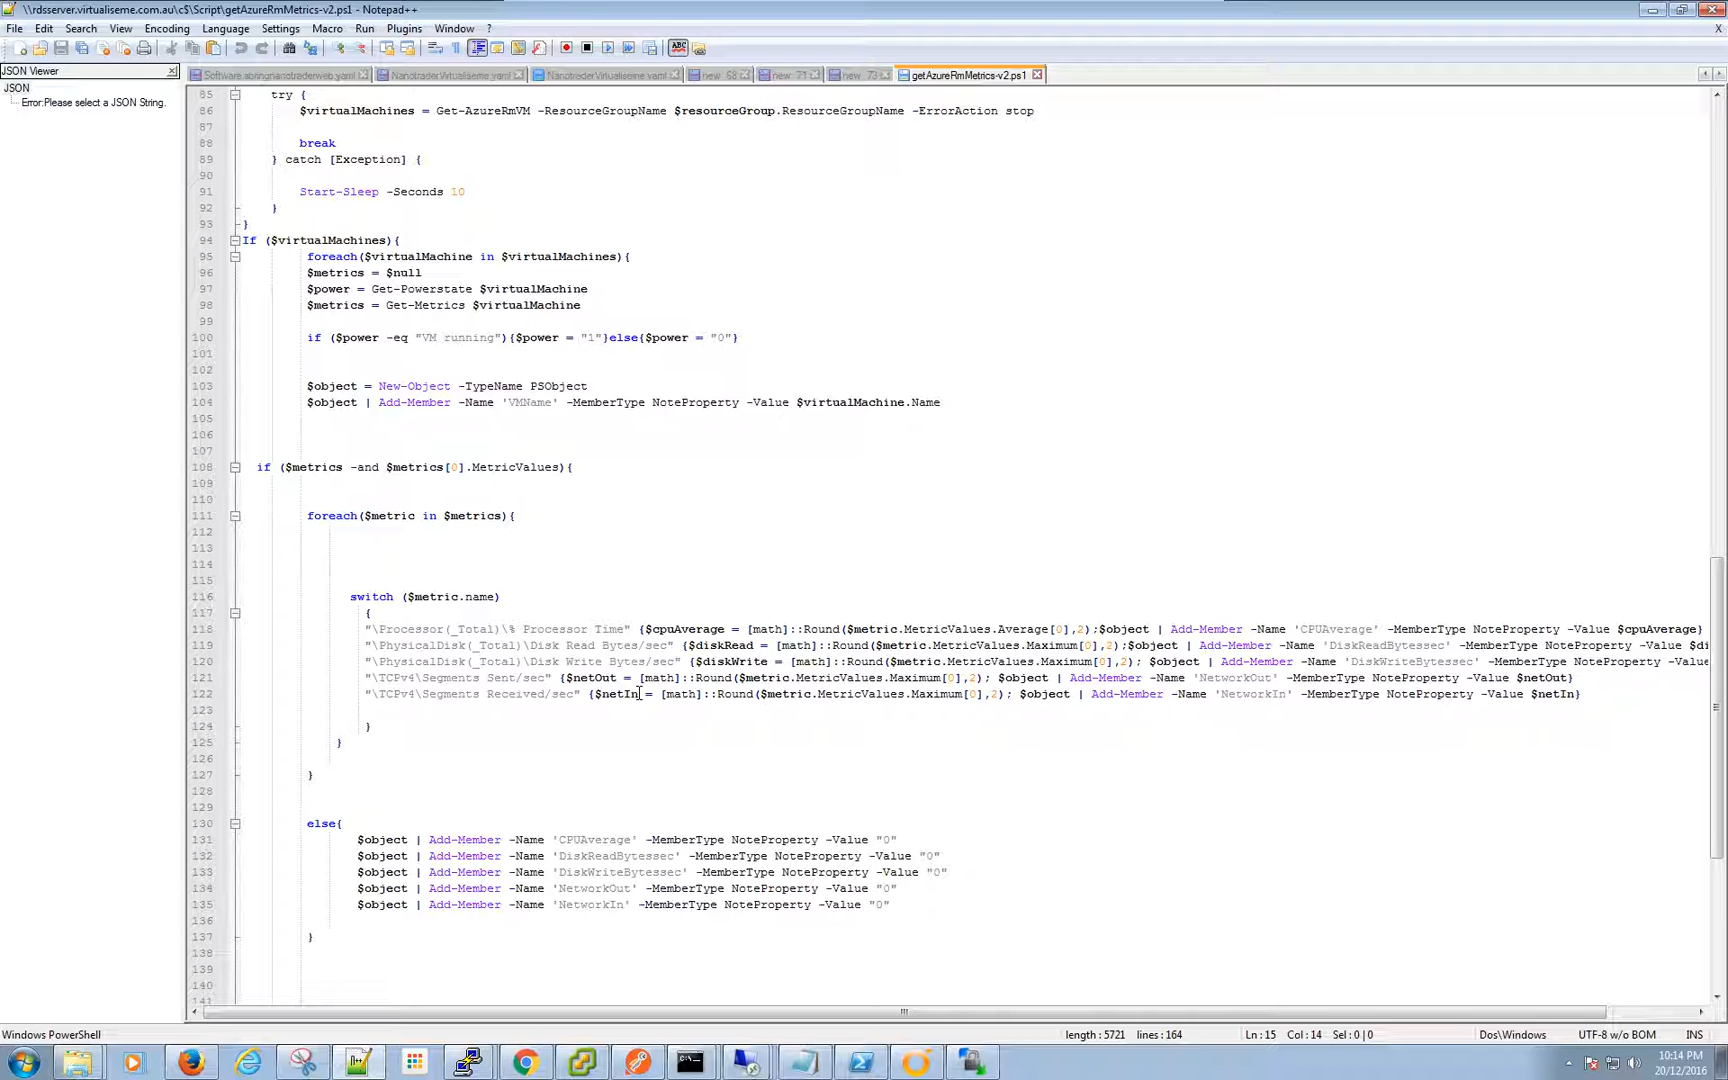 \\rdsserver.virtualiseme.com.au\c$\Script\getAzureRmMetrics-v2.ps1 - Notepad++
File Edit Search View Encoding Language Settings Macro Run Plugins Window ? X
JSON Viewer
Software.abringnanotraderweb.yaml NanotraderVirtualiseme.yaml NanotraderVirtualiseme.yaml new 68 new 71 new 73 getAzureRmMetrics-v2.ps1
JSON
Error:Please select a JSON String.
85 try {
86 $virtualMachines = Get-AzureRmVM -ResourceGroupName $resourceGroup.ResourceGroupName -ErrorAction stop
87
88 break
89 } catch [Exception] {
90
91 Start-Sleep -Seconds 10
92 }
93 }
94 If ($virtualMachines){
95 foreach($virtualMachine in $virtualMachines){
96 $metrics = $null
97 $power = Get-Powerstate $virtualMachine
98 $metrics = Get-Metrics $virtualMachine
99
100 if ($power -eq "VM running"){$power = "1"}else{$power = "0"}
101
102
103 $object = New-Object -TypeName PSObject
104 $object | Add-Member -Name 'VMName' -MemberType NoteProperty -Value $virtualMachine.Name
105
106
107
108 if ($metrics -and $metrics[0].MetricValues){
109
110
111 foreach($metric in $metrics){
112
113
114
115
116 switch ($metric.name)
117 {
118 "\Processor(_Total)\% Processor Time" {$cpuAverage = [math]::Round($metric.MetricValues.Average[0],2);$object | Add-Member -Name 'CPUAverage' -MemberType NoteProperty -Value $cpuAverage}
119 "\PhysicalDisk(_Total)\Disk Read Bytes/sec" {$diskRead = [math]::Round($metric.MetricValues.Maximum[0],2);$object | Add-Member -Name 'DiskReadBytessec' -MemberType NoteProperty -Value $di
120 "\PhysicalDisk(_Total)\Disk Write Bytes/sec" {$diskWrite = [math]::Round($metric.MetricValues.Maximum[0],2); $object | Add-Member -Name 'DiskWriteBytessec' -MemberType NoteProperty -Value
121 "\TCPv4\Segments Sent/sec" {$netOut = [math]::Round($metric.MetricValues.Maximum[0],2); $object | Add-Member -Name 'NetworkOut' -MemberType NoteProperty -Value $netOut}
122 "\TCPv4\Segments Received/sec" {$netIn = [math]::Round($metric.MetricValues.Maximum[0],2); $object | Add-Member -Name 'NetworkIn' -MemberType NoteProperty -Value $netIn}
123
124 }
125 }
126
127 }
128
129
130 else{
131 $object | Add-Member -Name 'CPUAverage' -MemberType NoteProperty -Value "0"
132 $object | Add-Member -Name 'DiskReadBytessec' -MemberType NoteProperty -Value "0"
133 $object | Add-Member -Name 'DiskWriteBytessec' -MemberType NoteProperty -Value "0"
134 $object | Add-Member -Name 'NetworkOut' -MemberType NoteProperty -Value "0"
135 $object | Add-Member -Name 'NetworkIn' -MemberType NoteProperty -Value "0"
136
137 }
138
139
140
141
Windows PowerShell length : 5721 lines : 164 Ln : 15 Col : 14 Sel : 0 | 0 Dos\Windows UTF-8 w/o BOM INS
10:14 PM
20/12/2016